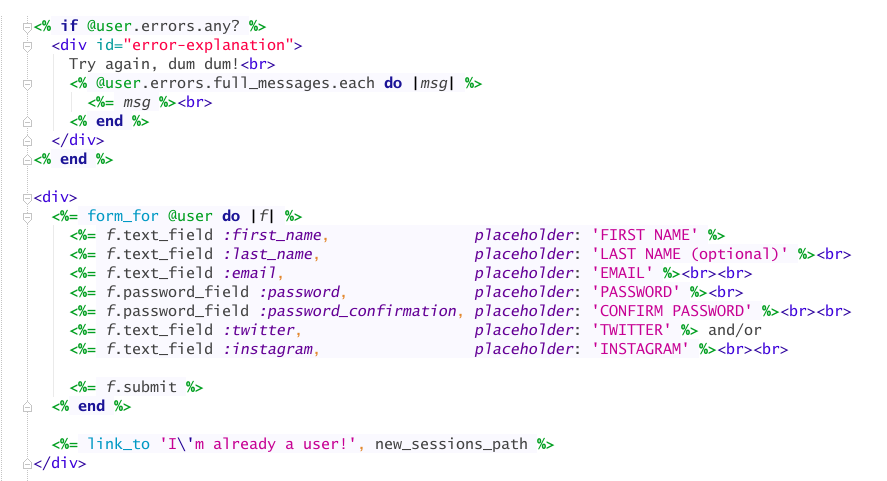 <% if @user.errors.any? %>
  <div id="error-explanation">
    Try again, dum dum!<br>
    <% @user.errors.full_messages.each do |msg| %>
      <%= msg %><br>
    <% end %>
  </div>
<% end %>

<div>
  <%= form_for @user do |f| %>
    <%= f.text_field :first_name,                placeholder: 'FIRST NAME' %>
    <%= f.text_field :last_name,                 placeholder: 'LAST NAME (optional)' %><br>
    <%= f.text_field :email,                     placeholder: 'EMAIL' %><br><br>
    <%= f.password_field :password,              placeholder: 'PASSWORD' %><br>
    <%= f.password_field :password_confirmation, placeholder: 'CONFIRM PASSWORD' %><br><br>
    <%= f.text_field :twitter,                   placeholder: 'TWITTER' %> and/or
    <%= f.text_field :instagram,                 placeholder: 'INSTAGRAM' %><br><br>

    <%= f.submit %>
  <% end %>

  <%= link_to 'I\'m already a user!', new_sessions_path %>
</div>